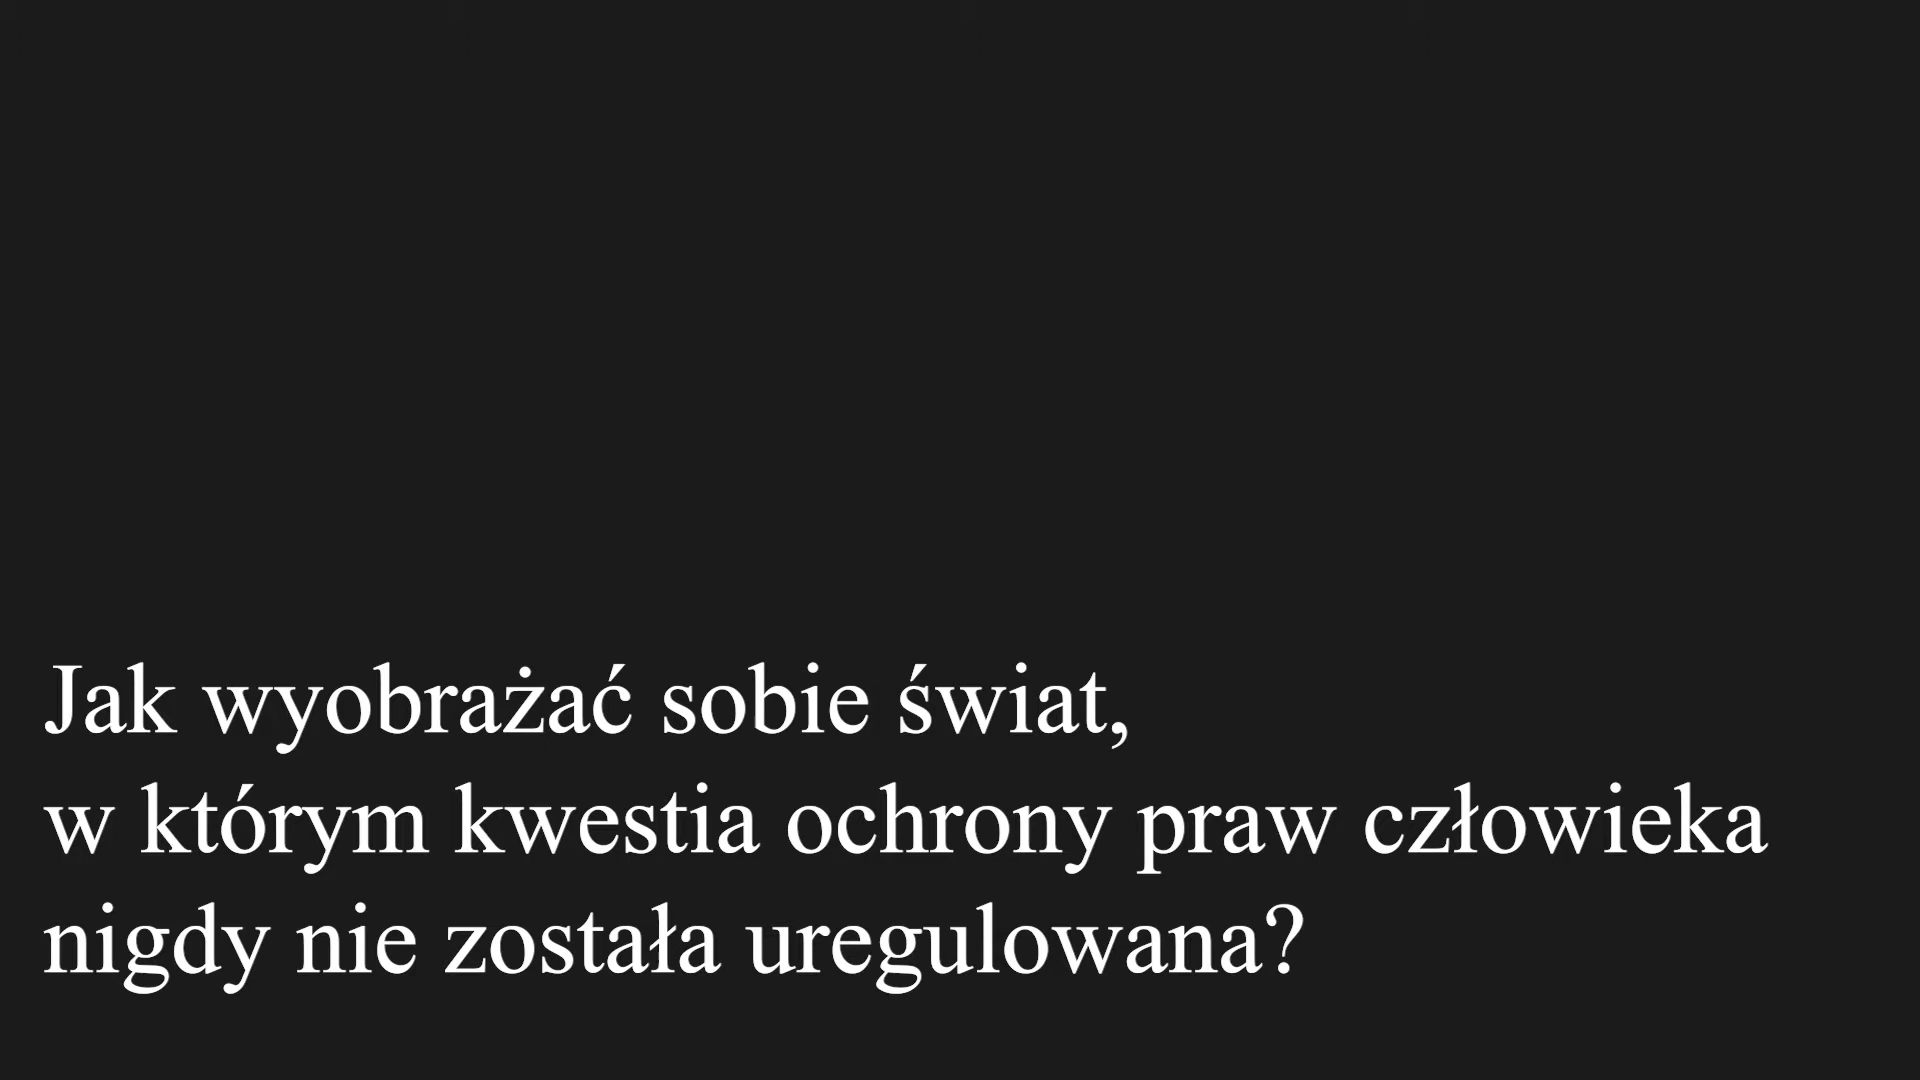 Jak wyobrażać sobie świat,
w którym kwestia ochrony praw człowieka
nigdy nie została uregulowana?